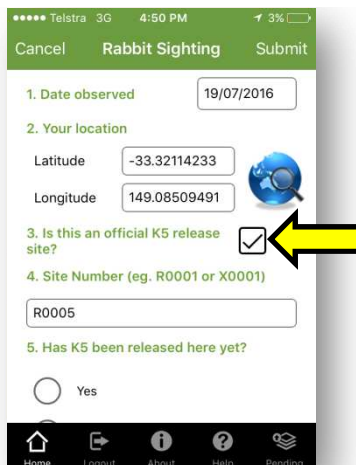 Telstra 3G 4:50 PM 3%
Cancel Rabbit Sighting Submit
1. Date observed 19/07/2016
2. Your location
Latitude -33.32114233
Longitude 149.08509491
3. Is this an official K5 release
site?
4. Site Number (eg. R0001 or X0001)
R0005
5. Has K5 been released here yet?
Yes
Home Logout About Help Pending